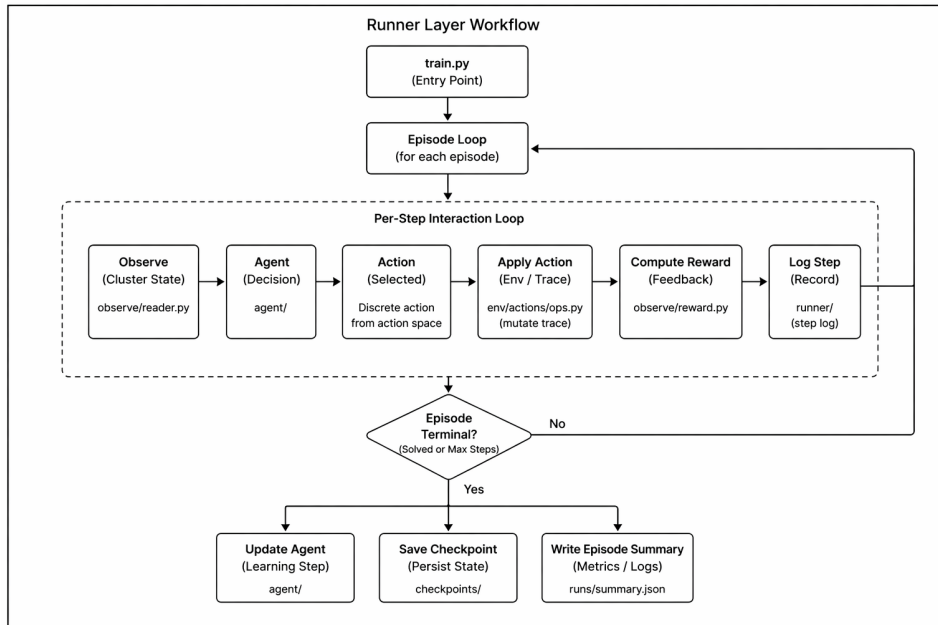 Runner Layer Workflow
train.py
(Entry Point)
Episode Loop
(for each episode)
Per-Step Interaction Loop
Observe
(Cluster State)
observe/reader.py
Agent
(Decision)
agent/
Action
(Selected)
Discrete action
from action space
Apply Action
(Env / Trace)
env/actions/ops.py
(mutate trace)
Compute Reward
(Feedback)
observe/reward.py
Log Step
(Record)
runner/
(step log)
Episode
Terminal?
(Solved or Max Steps)
No
Yes
Update Agent
(Learning Step)
agent/
Save Checkpoint
(Persist State)
checkpoints/
Write Episode Summary
(Metrics / Logs)
runs/summary.json